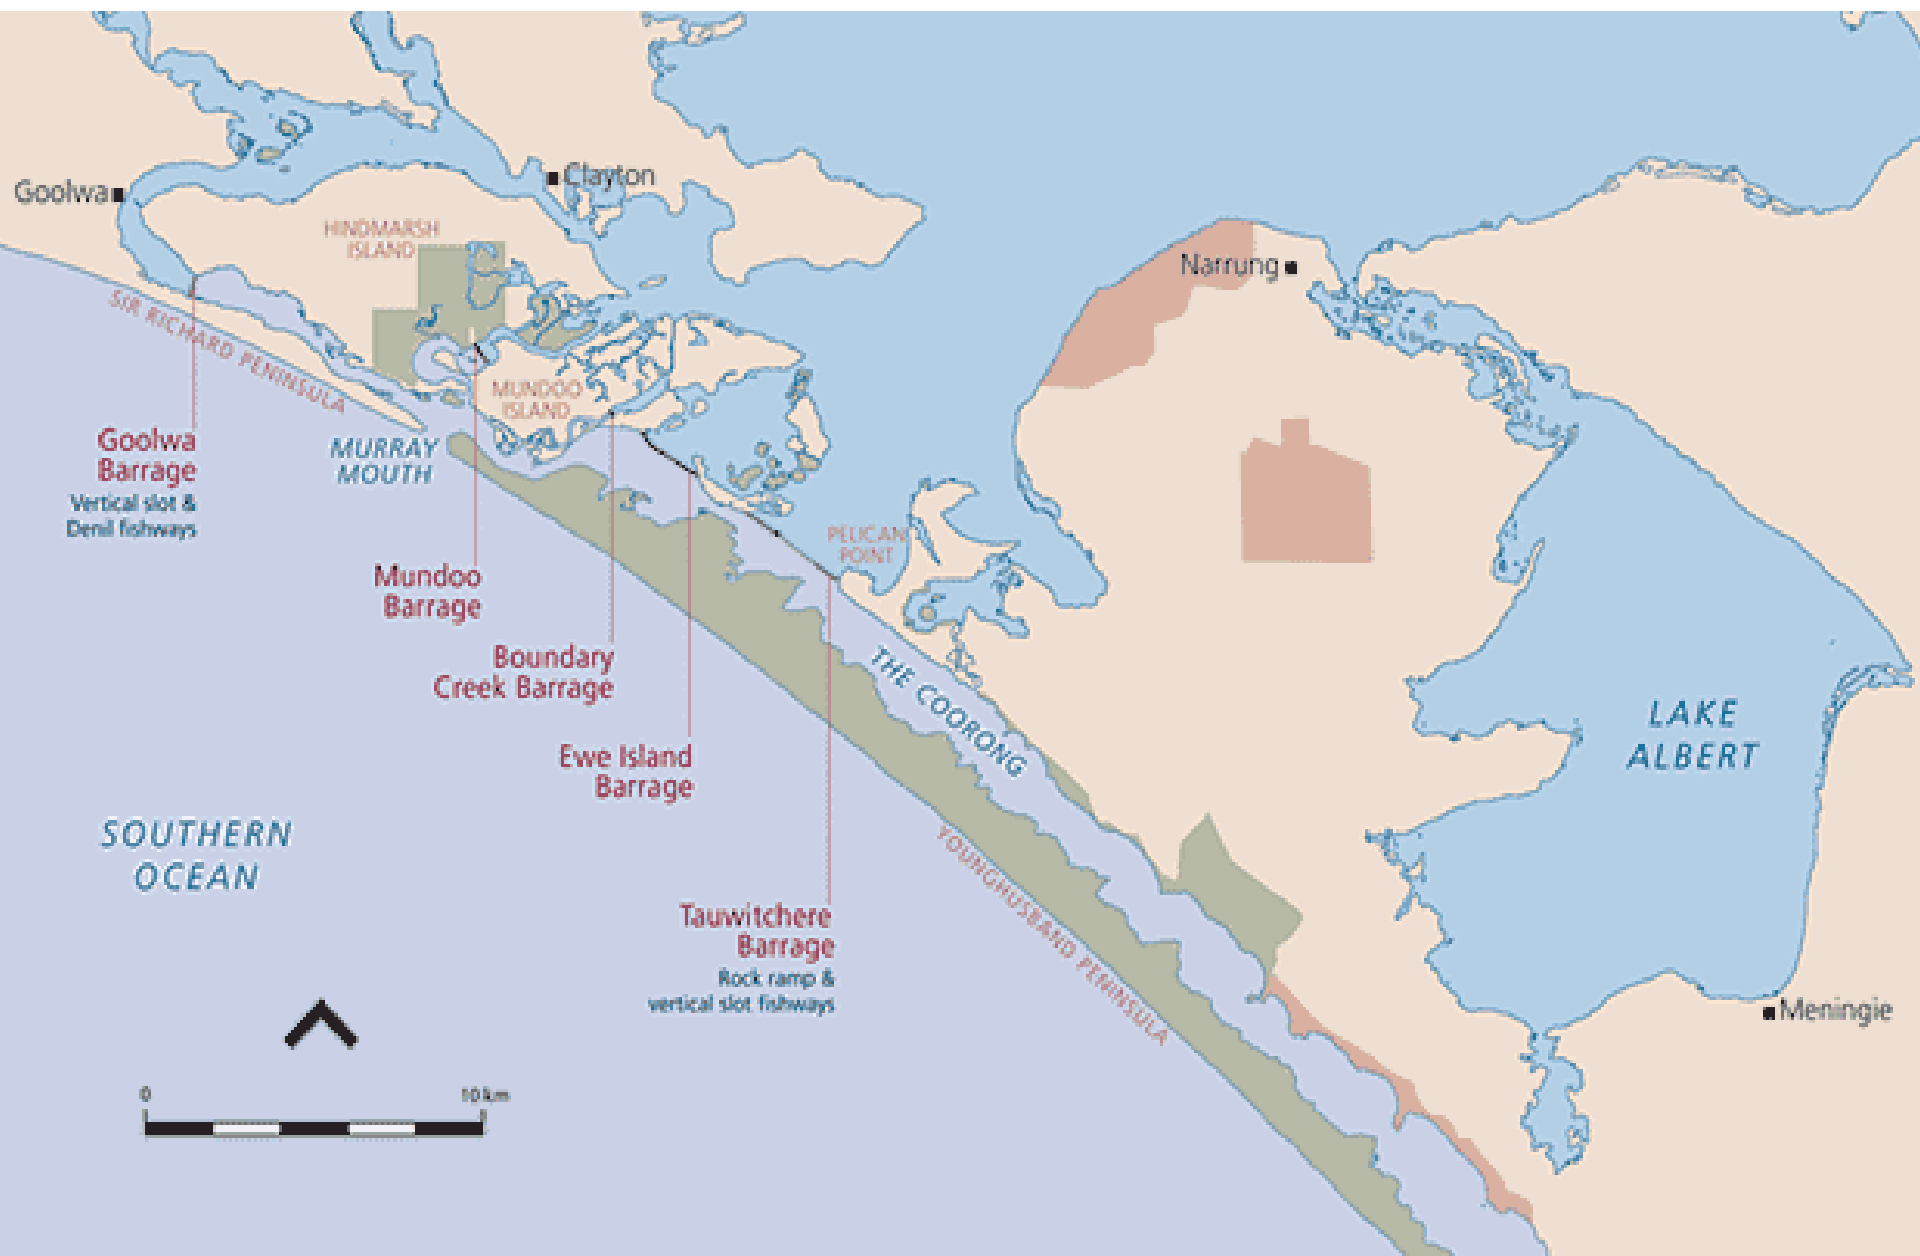 Clayton
Goolwa
HINDMARSH
ISLAND
Narrung
SIR RICHARD PENINSULA
MUNDOO
ISLAND
Goolwa
Barrage
Vertical slot &
Denil fishways
MURRAY
MOUTH
PELICAN
POINT
Mundoo
Barrage
Boundary
Creek Barrage
THE COORONG
LAKE
ALBERT
Ewe Island
Barrage
SOUTHERN
OCEAN
YOUNGHUSBAND PENINSULA
Tauwitchere
Barrage
Rock ramp &
vertical slot fishways
Meningie
0 10 km